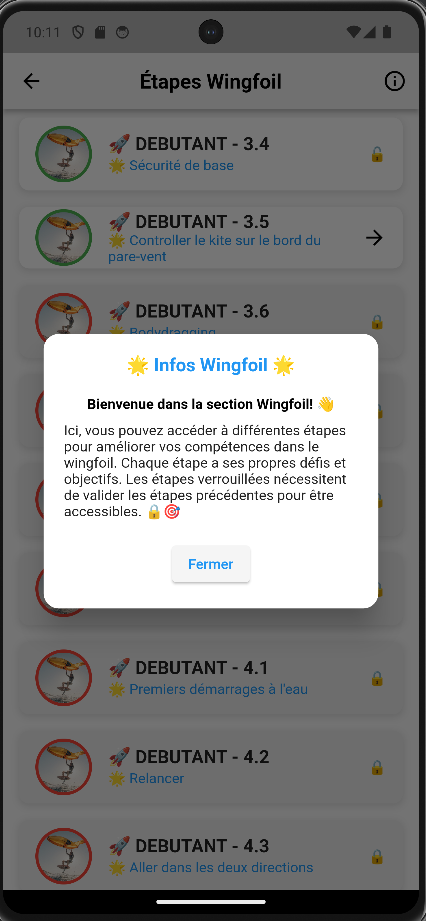 10:11
Étapes Wingfoil
🚀 DEBUTANT - 3.4
🌟 Sécurité de base
🚀 DEBUTANT - 3.5
🌟 Controller le kite sur le bord du
pare-vent
🚀 DEBUTANT - 3.6
🌟 Bodydragging
🌟 Infos Wingfoil 🌟
Bienvenue dans la section Wingfoil! 👋
Ici, vous pouvez accéder à différentes étapes
pour améliorer vos compétences dans le
wingfoil. Chaque étape a ses propres défis et
objectifs. Les étapes verrouillées nécessitent
de valider les étapes précédentes pour être
accessibles. 🔒🎯
Fermer
🚀 DEBUTANT - 4.1
🌟 Premiers démarrages à l'eau
🚀 DEBUTANT - 4.2
🌟 Relancer
🚀 DEBUTANT - 4.3
🌟 Aller dans les deux directions